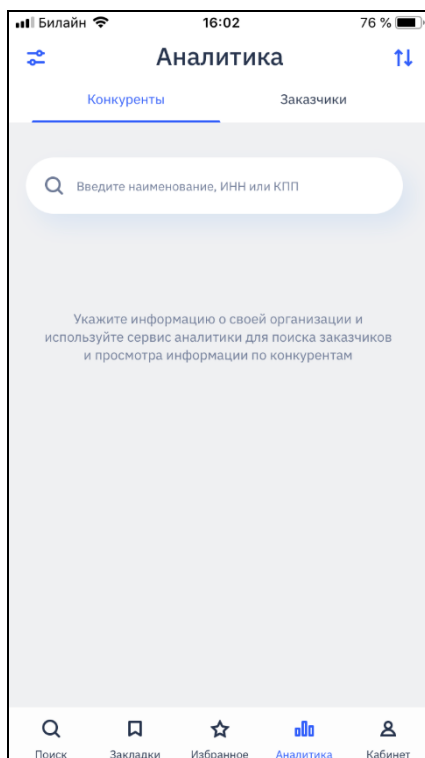 Билайн 16:02 76 %
Аналитика
Конкуренты Заказчики
Введите наименование, ИНН или КПП
Укажите информацию о своей организации и
используйте сервис аналитики для поиска заказчиков
и просмотра информации по конкурентам
Поиск Закладки Избранное Аналитика Кабинет